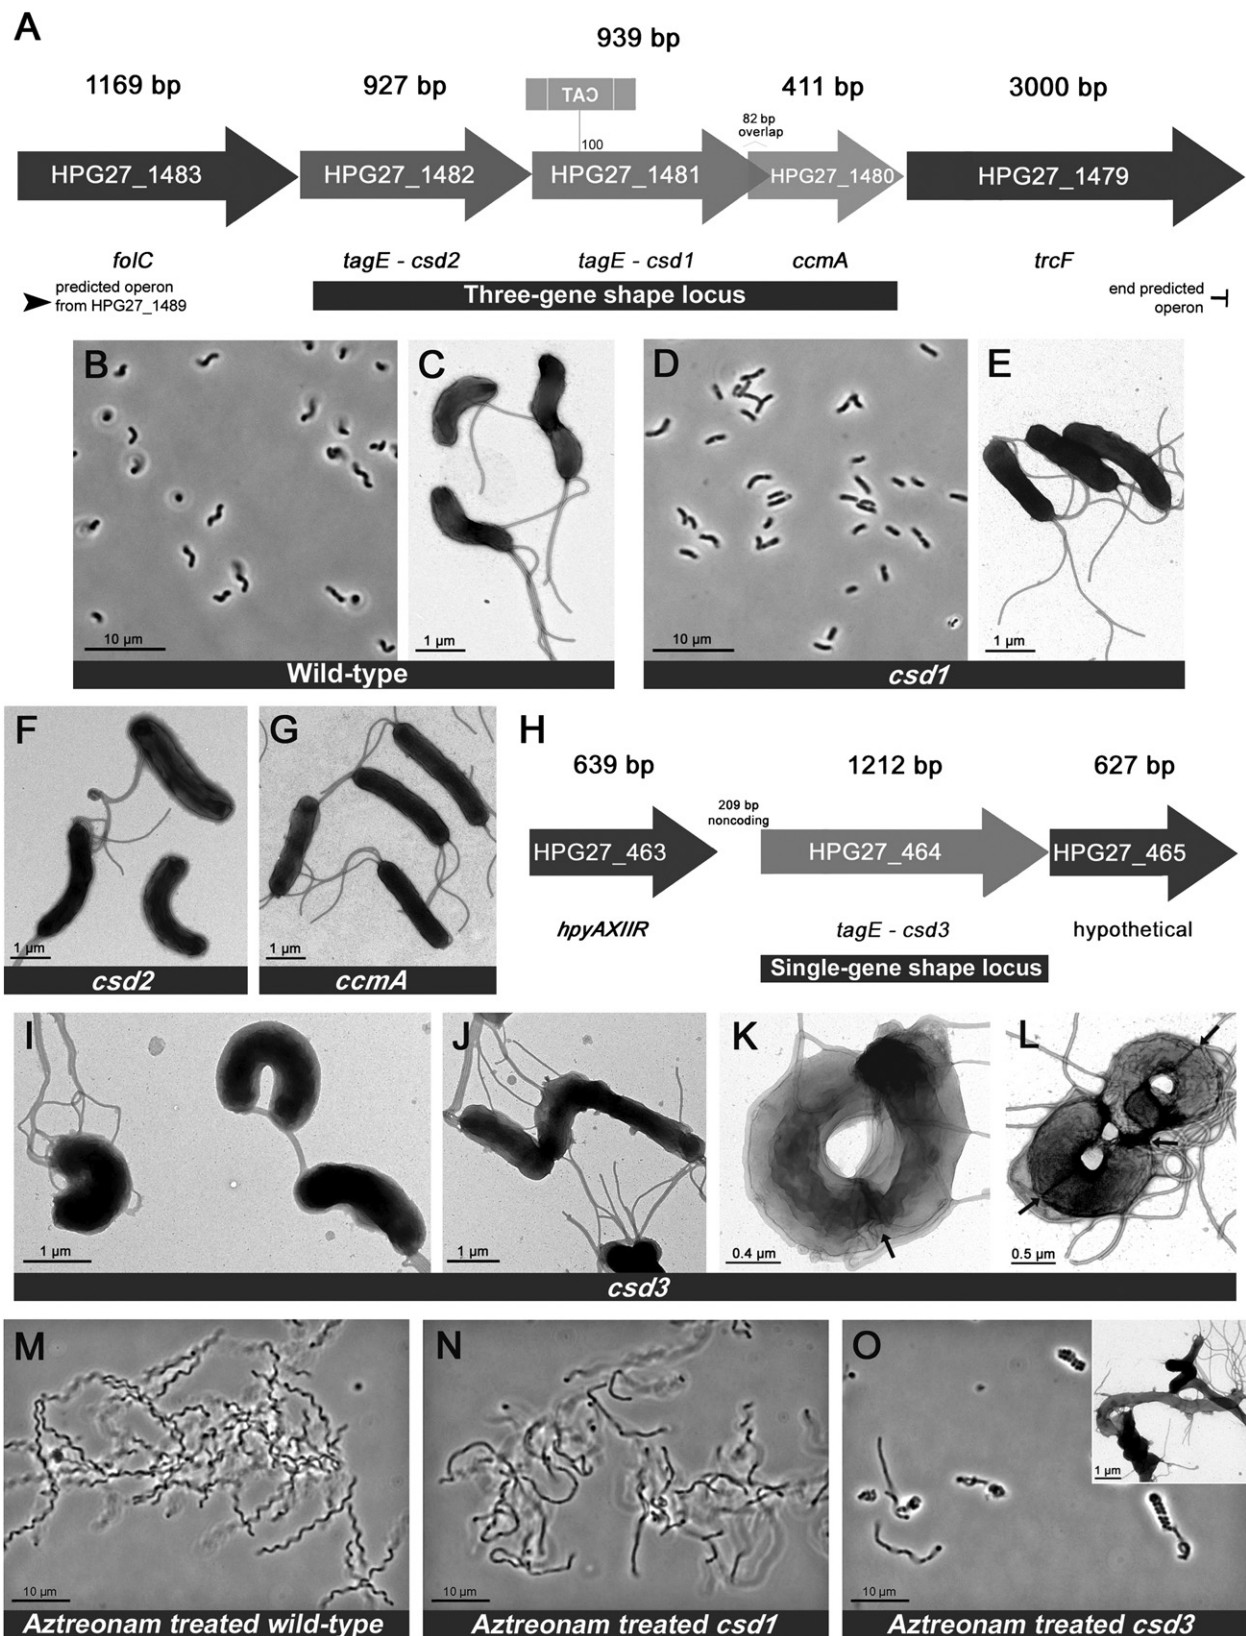 A
939 bp
1169 bp
927 bp
411 bp
3000 bp
CAT
82 bp
overlap
100
HPG27_1483
HPG27_1482
HPG27_1481
HPG27_1480
HPG27_1479
folC
tagE - csd2
tagE - csd1
ccmA
trcF
predicted operon
from HPG27_1489
Three-gene shape locus
end predicted
operon
B
C
D
E
10 µm
1 µm
10 µm
1 µm
Wild-type
csd1
F
G
H
639 bp
1212 bp
627 bp
209 bp
noncoding
HPG27_463
HPG27_464
HPG27_465
hpyAXIIR
tagE - csd3
hypothetical
Single-gene shape locus
1 µm
1 µm
csd2
ccmA
I
J
K
L
1 µm
1 µm
0.4 µm
0.5 µm
csd3
M
N
O
1 µm
10 µm
10 µm
10 µm
Aztreonam treated wild-type
Aztreonam treated csd1
Aztreonam treated csd3